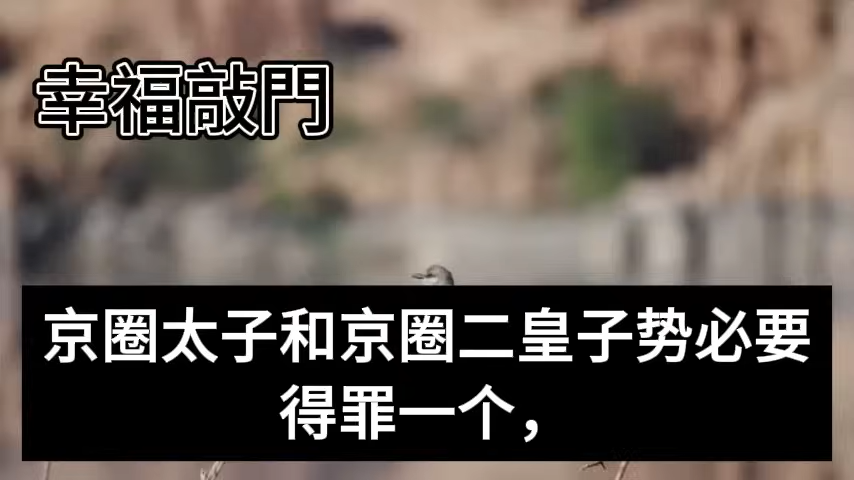 幸福敲門
京圈太子和京圈二皇子势必要
得罪一个，